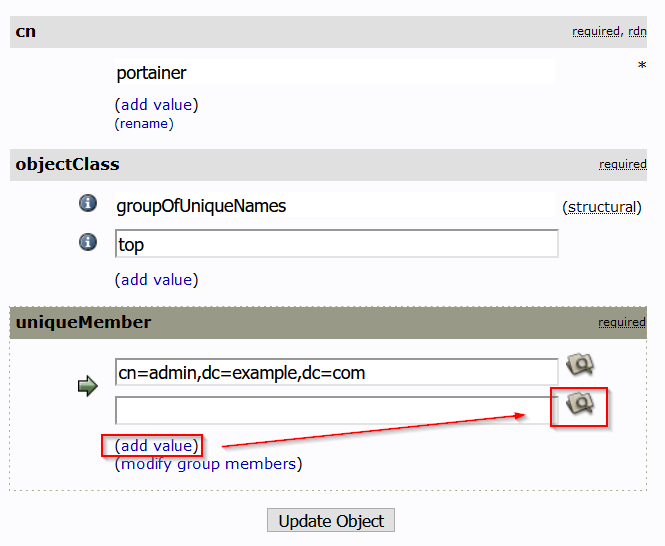 cn required, rdn
portainer *
(add value)
(rename)
objectClass required
groupOfUniqueNames (structural)
top
(add value)
uniqueMember required
cn=admin,dc=example,dc=com
(add value)
(modify group members)
Update Object